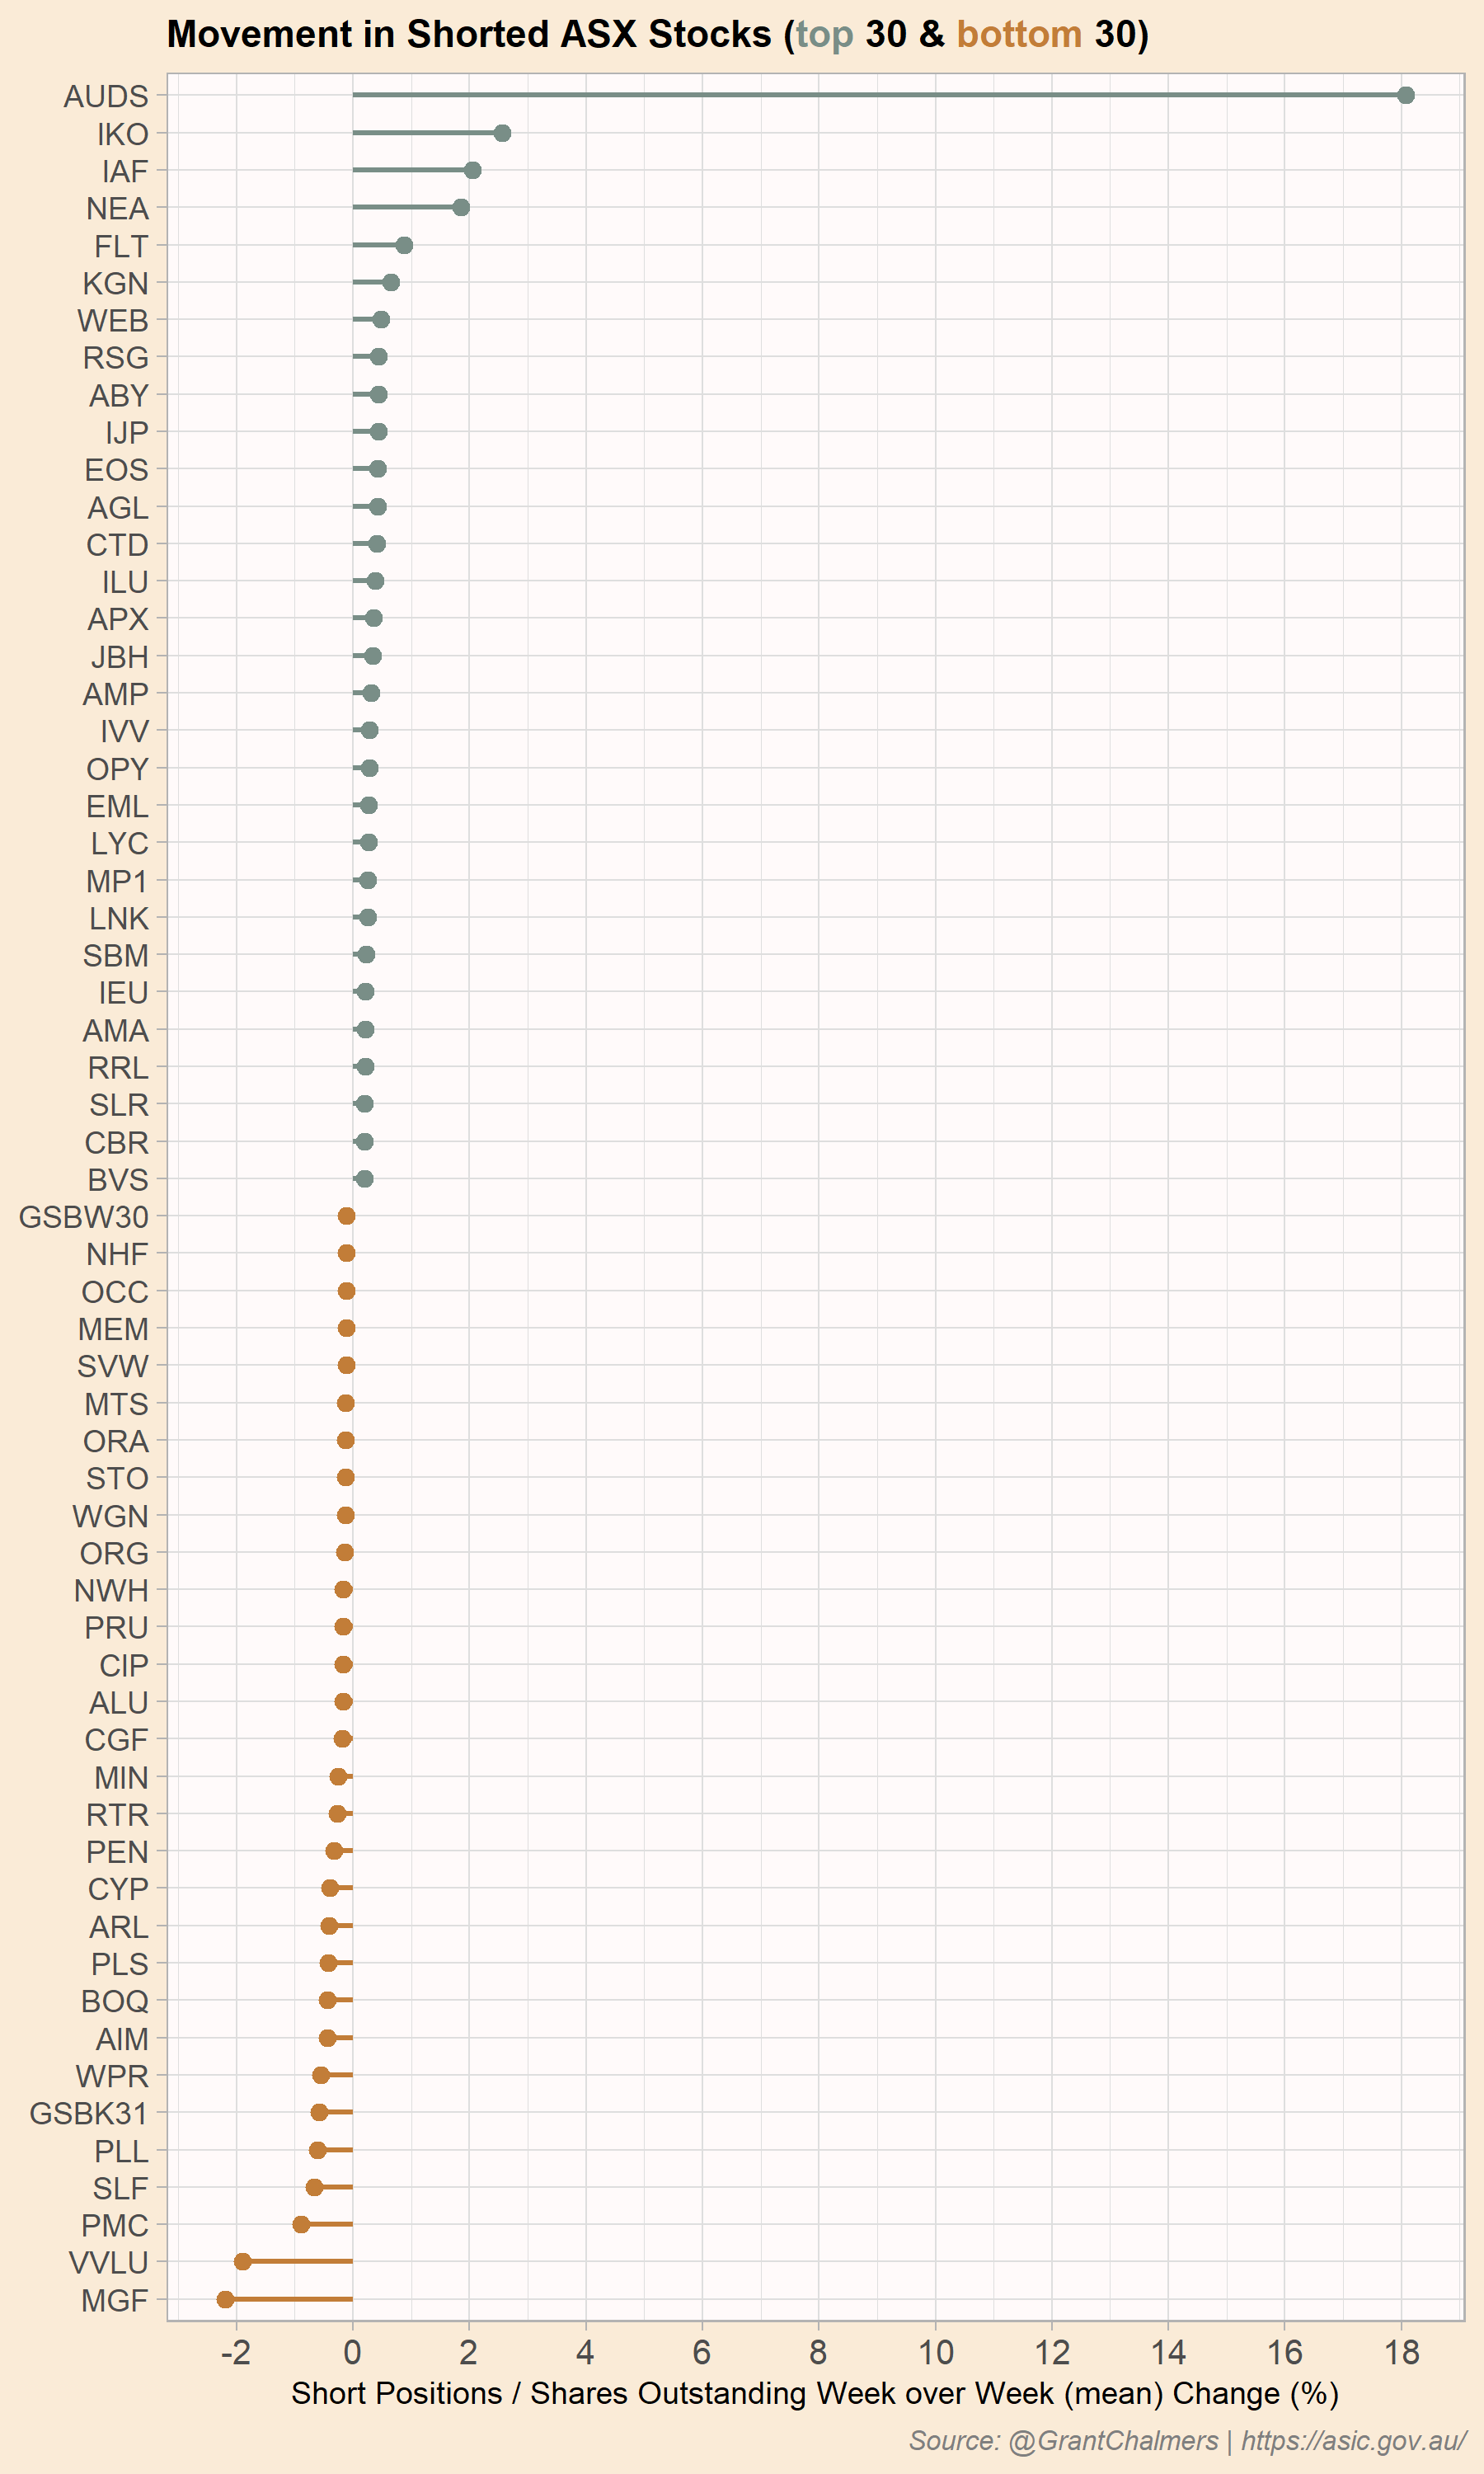 Movement in Shorted ASX Stocks (top 30 & bottom 30)
AUDS
IKO
IAF
NEA
FLT
KGN
WEB
RSG
ABY
IJP
EOS
AGL
CTD
ILU
APX
JBH
AMP
IVV
OPY
EML
LYC
MP1
LNK
SBM
IEU
AMA
RRL
SLR
CBR
BVS
GSBW30
NHF
OCC
MEM
SVW
MTS
ORA
STO
WGN
ORG
NWH
PRU
CIP
ALU
CGF
MIN
RTR
PEN
CYP
ARL
PLS
BOQ
AIM
WPR
GSBK31
PLL
SLF
PMC
VVLU
MGF
-2 0 2 4 6 8 10 12 14 16 18
Short Positions / Shares Outstanding Week over Week (mean) Change (%)
Source: @GrantChalmers | https://asic.gov.au/